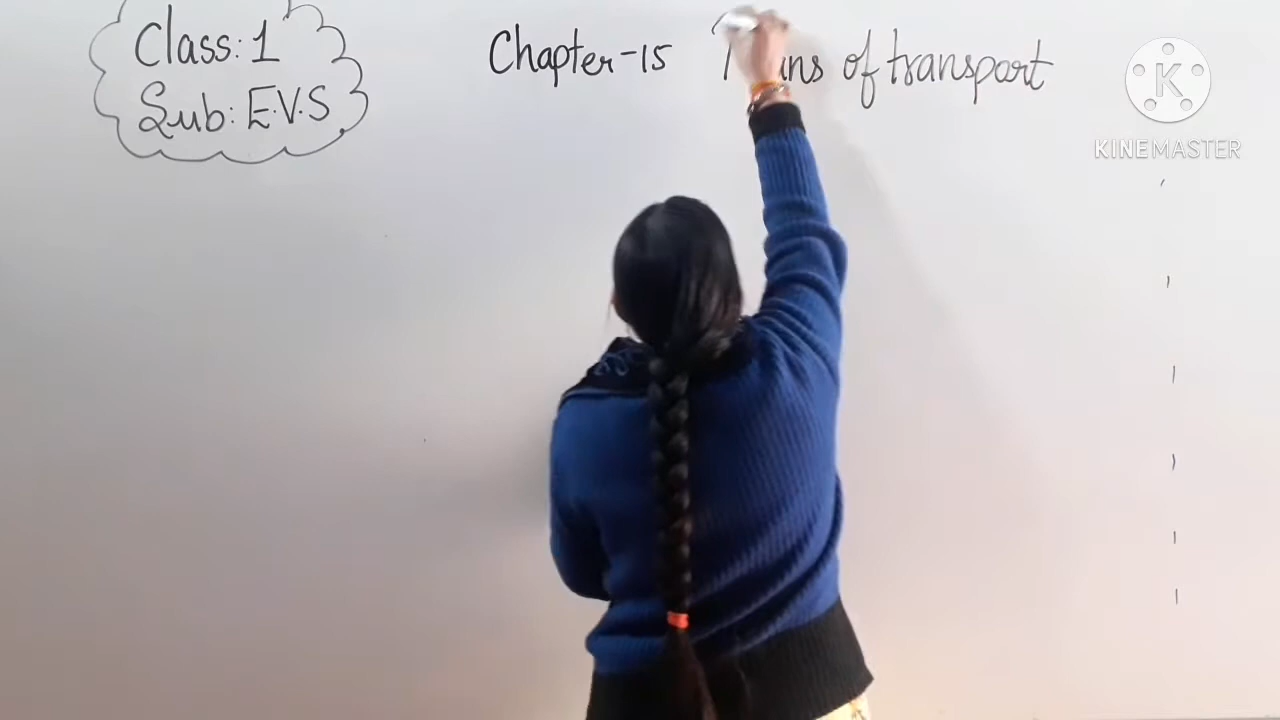 Class: 1
Sub: E.V.S
Chapter-15 of transport
K
KINEMASTER